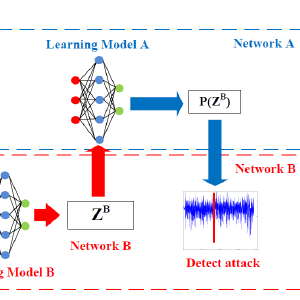 Learning Model A
Network A
P(Z^B)
Network B
Z^B
Network B
Detect attack
g Model B